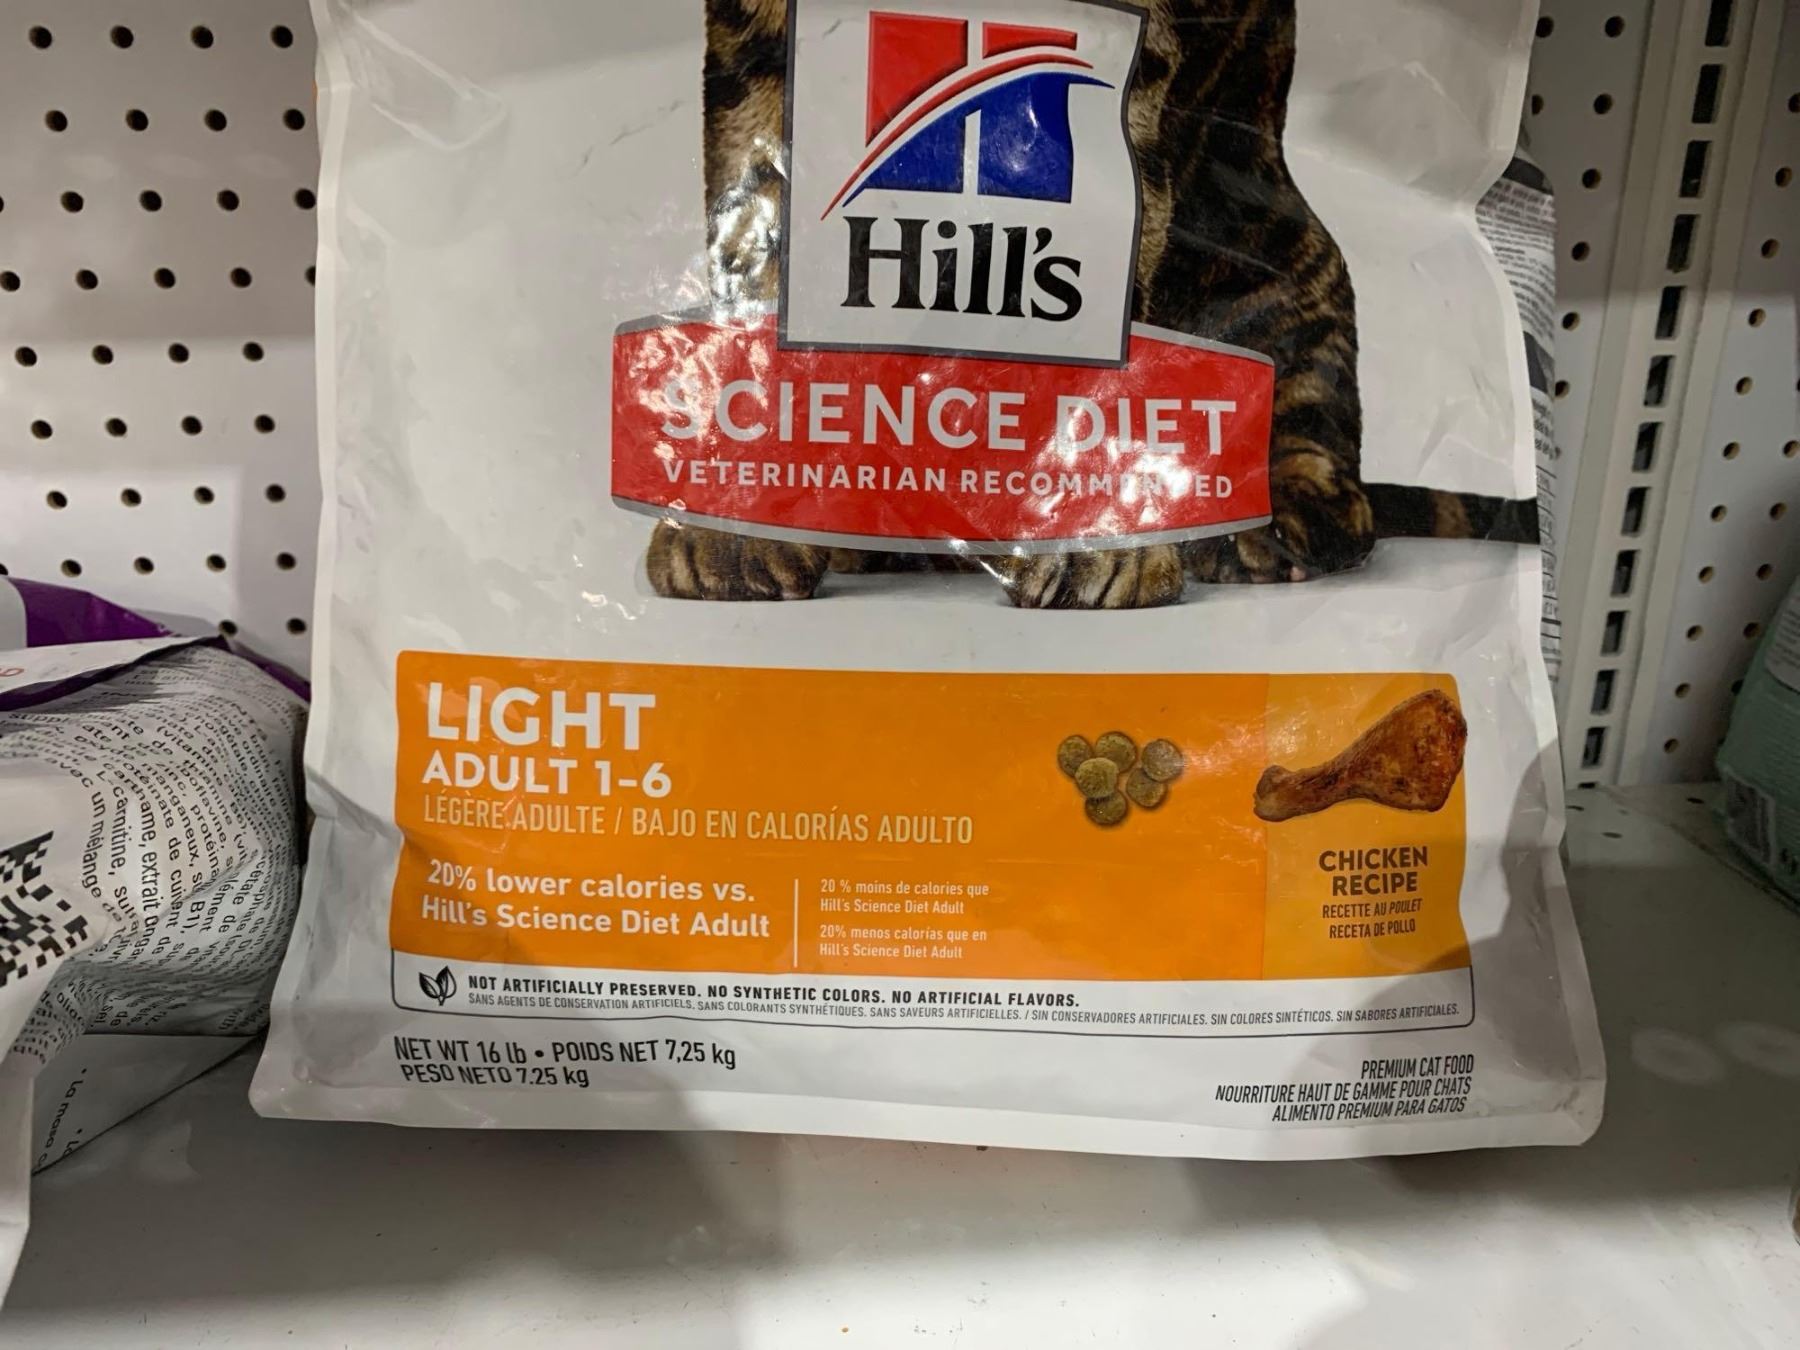 Hill's
SCIENCE DIET
VETERINARIAN RECOMMENDED
LIGHT
ADULT 1-6
LÉGÈRE ADULTE / BAJO EN CALORÍAS ADULTO
20% lower calories vs.
Hill's Science Diet Adult
20 % moins de calories que
Hill's Science Diet Adult
20% menos calorías que en
Hill's Science Diet Adult
CHICKEN
RECIPE
RECETTE AU POULET
RECETA DE POLLO
NOT ARTIFICIALLY PRESERVED. NO SYNTHETIC COLORS. NO ARTIFICIAL FLAVORS.
SANS AGENTS DE CONSERVATION ARTIFICIELS. SANS COLORANTS SYNTHÉTIQUES. SANS SAVEURS ARTIFICIELLES. / SIN CONSERVADORES ARTIFICIALES. SIN COLORES SINTÉTICOS. SIN SABORES ARTIFICIALES.
NET WT 16 lb • POIDS NET 7,25 kg
PESO NETO 7.25 kg
PREMIUM CAT FOOD
NOURRITURE HAUT DE GAMME POUR CHATS
ALIMENTO PREMIUM PARA GATOS